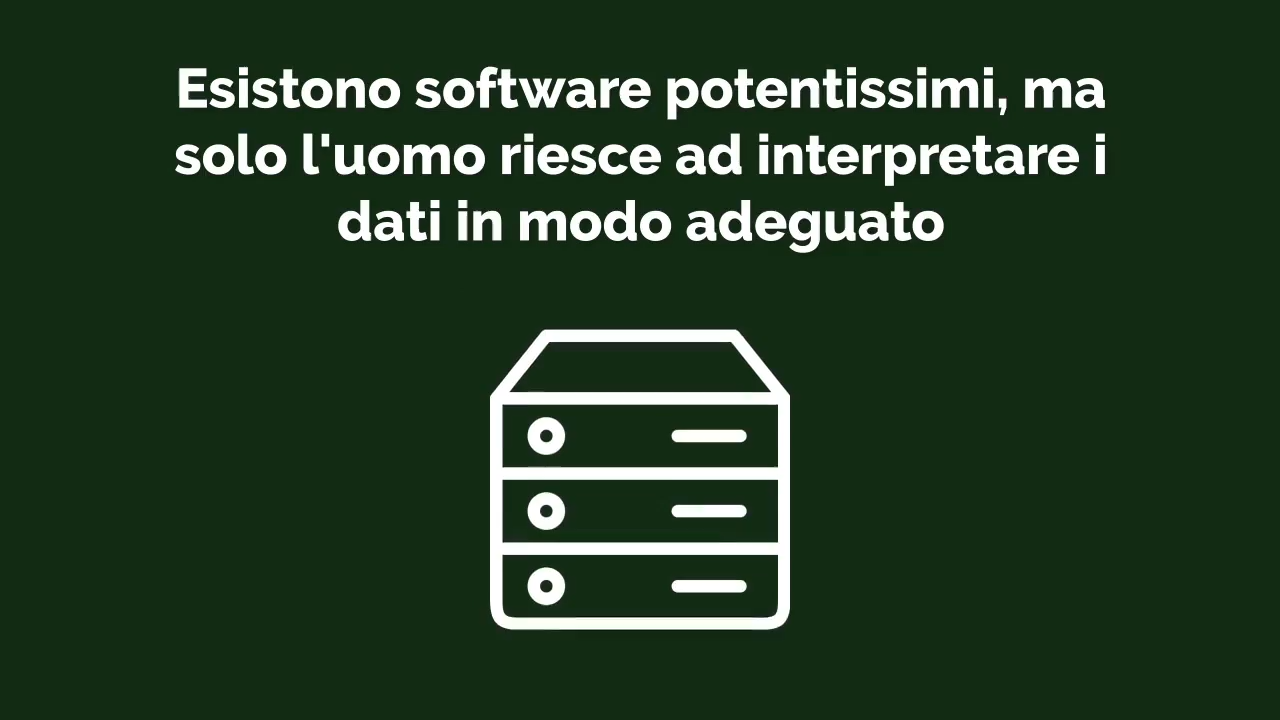 Esistono software potentissimi, ma
solo l'uomo riesce ad interpretare i
dati in modo adeguato